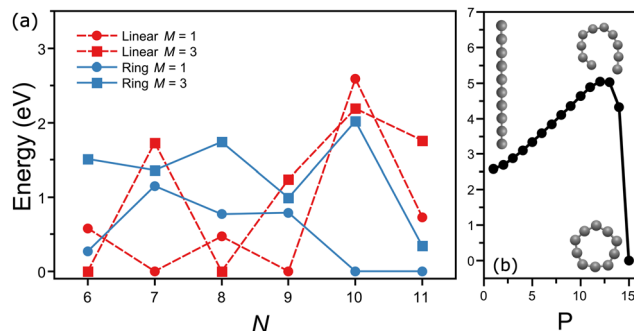 (a)
Linear M = 1
Linear M = 3
Ring M = 1
Ring M = 3
Energy (eV)
3
2
1
0
6 7 8 9 10 11
N
7
6
5
4
3
2
1
0
(b)
0 5 10 15
P